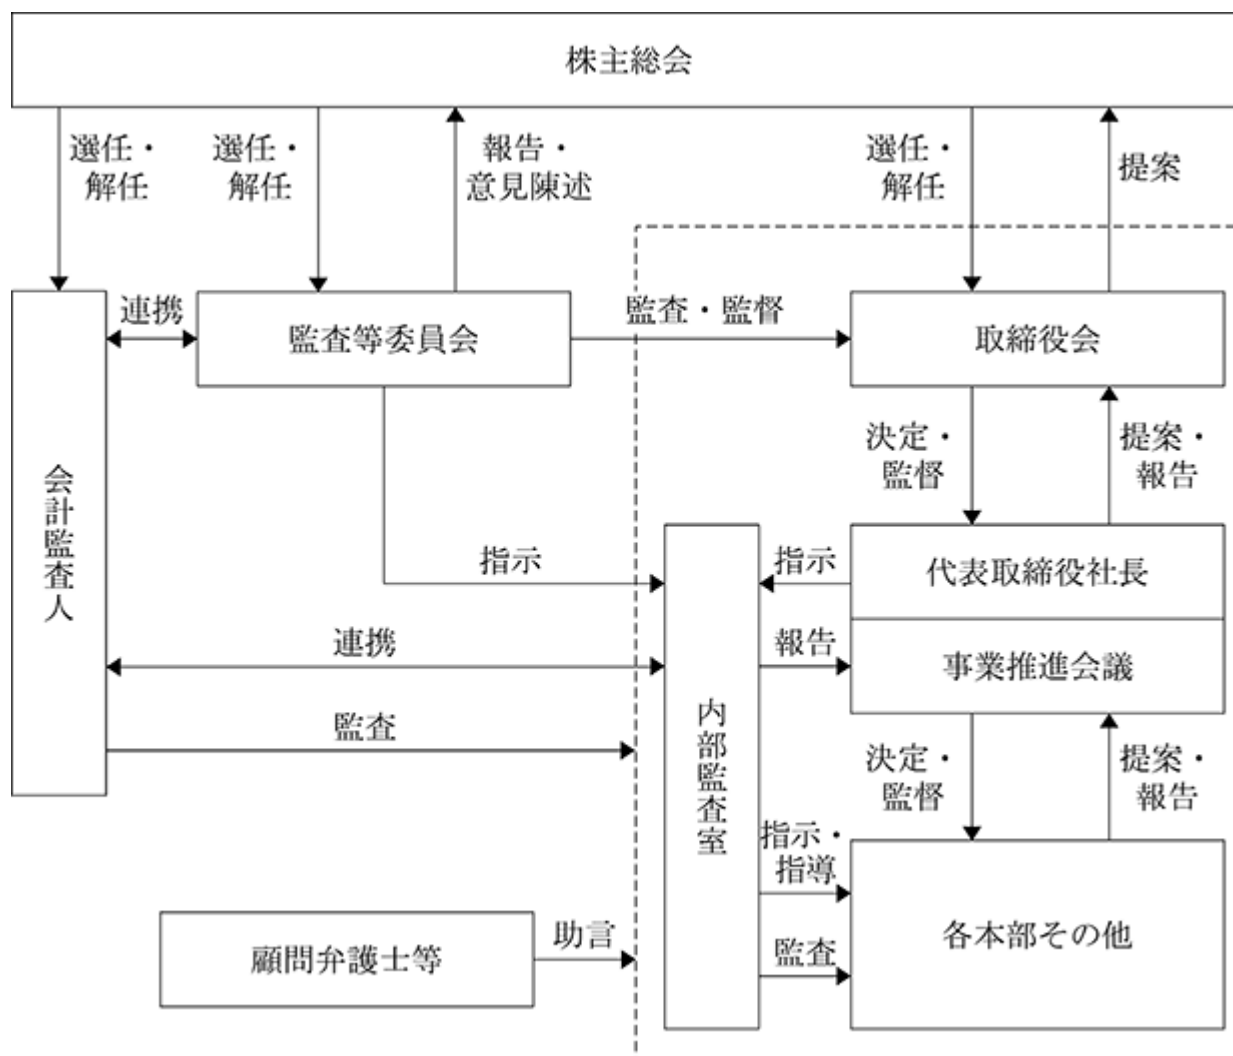 株主総会
選任・
解任
選任・
解任
報告・
意見陳述
選任・
解任
提案
連携
監査等委員会
監査・監督
取締役会
決定・
監督
提案・
報告
会計監査人
指示
指示
代表取締役社長
連携
報告
事業推進会議
監査
内部監査室
決定・
監督
提案・
報告
指示・
指導
顧問弁護士等
助言
監査
各本部その他